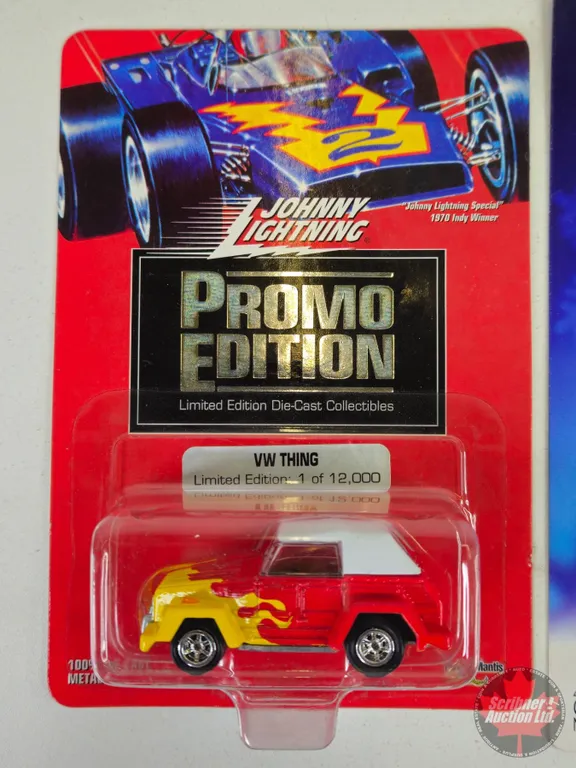 JOHNNY
LIGHTNING
"Johnny Lightning Special"
1970 Indy Winner
PROMO
EDITION
Limited Edition Die-Cast Collectibles
VW THING
Limited Edition: 1 of 12,000
100%
METAL
Mantis
Scribner
Auction Ltd.